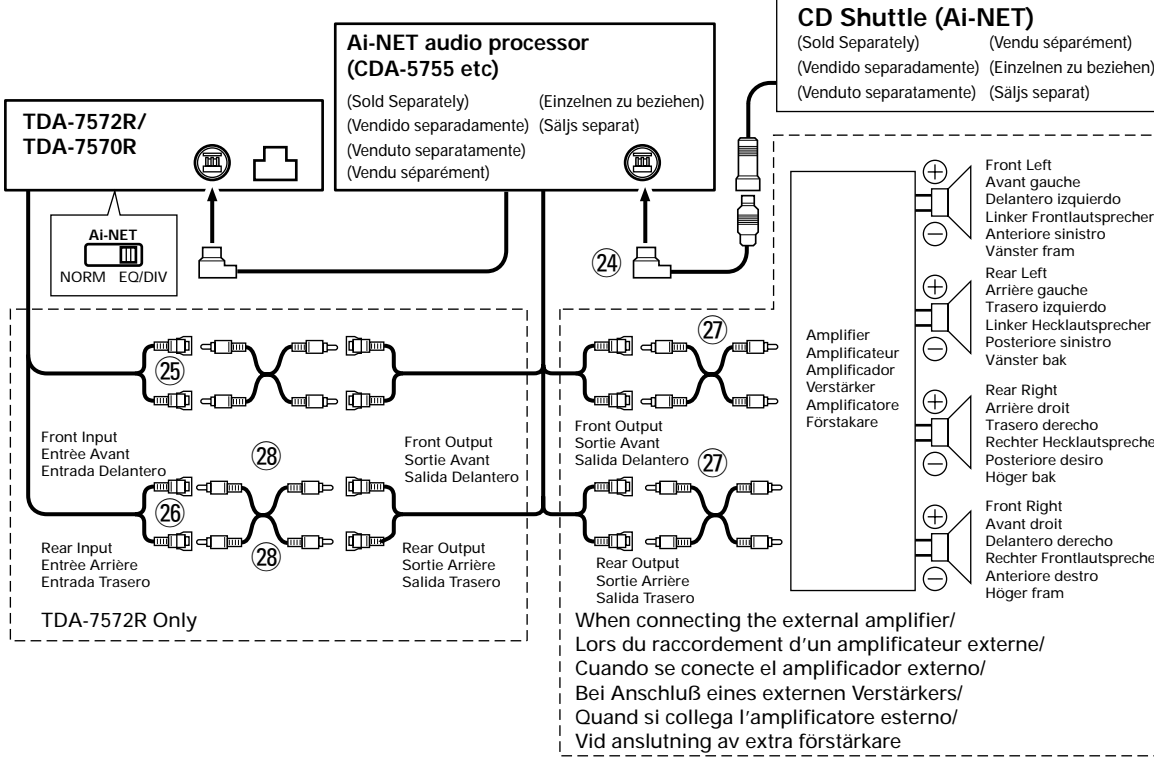 CD Shuttle (Ai-NET)
(Sold Separately)
(Vendu séparément)
(Vendido separadamente)
(Einzelnen zu beziehen)
(Venduto separatamente)
(Säljs separat)
Ai-NET audio processor
(CDA-5755 etc)
(Sold Separately)
(Einzelnen zu beziehen)
(Vendido separadamente)
(Säljs separat)
(Venduto separatamente)
(Vendu séparément)
TDA-7572R/
TDA-7570R
Ai-NET
NORM EQ/DIV
24
25
26
28
28
27
27
Front Input
Entrèe Avant
Entrada Delantero
Rear Input
Entrèe Arrière
Entrada Trasero
TDA-7572R Only
Front Output
Sortie Avant
Salida Delantero
Rear Output
Sortie Arrière
Salida Trasero
Front Output
Sortie Avant
Salida Delantero
Rear Output
Sortie Arrière
Salida Trasero
Amplifier
Amplificateur
Amplificador
Verstärker
Amplificatore
Förstakare
+
Front Left
Avant gauche
Delantero izquierdo
Linker Frontlautsprecher
Anteriore sinistro
Vänster fram
−
+
Rear Left
Arrière gauche
Trasero izquierdo
Linker Hecklautsprecher
Posteriore sinistro
Vänster bak
−
+
Rear Right
Arrière droit
Trasero derecho
Rechter Hecklautspreche
Posteriore desiro
Höger bak
−
+
Front Right
Avant droit
Delantero derecho
Rechter Frontlautspreche
Anteriore destro
Höger fram
−
When connecting the external amplifier/
Lors du raccordement d'un amplificateur externe/
Cuando se conecte el amplificador externo/
Bei Anschluß eines externen Verstärkers/
Quand si collega l'amplificatore esterno/
Vid anslutning av extra förstärkare